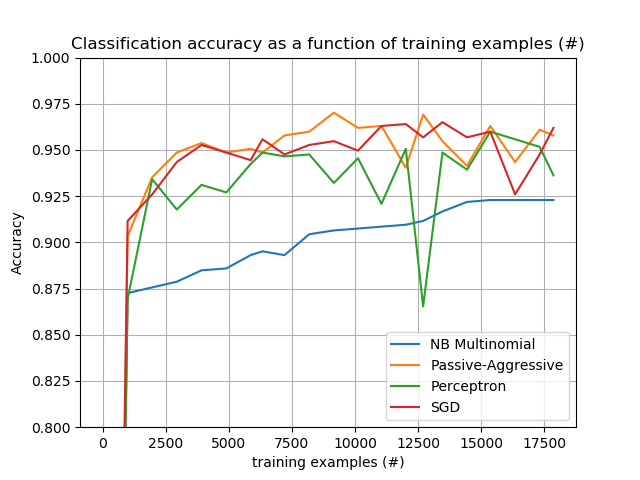 Classification accuracy as a function of training examples (#)
1.000
0.975
0.950
0.925
0.900
0.875
0.850
0.825
0.800
Accuracy
NB Multinomial
Passive-Aggressive
Perceptron
SGD
0 2500 5000 7500 10000 12500 15000 17500
training examples (#)